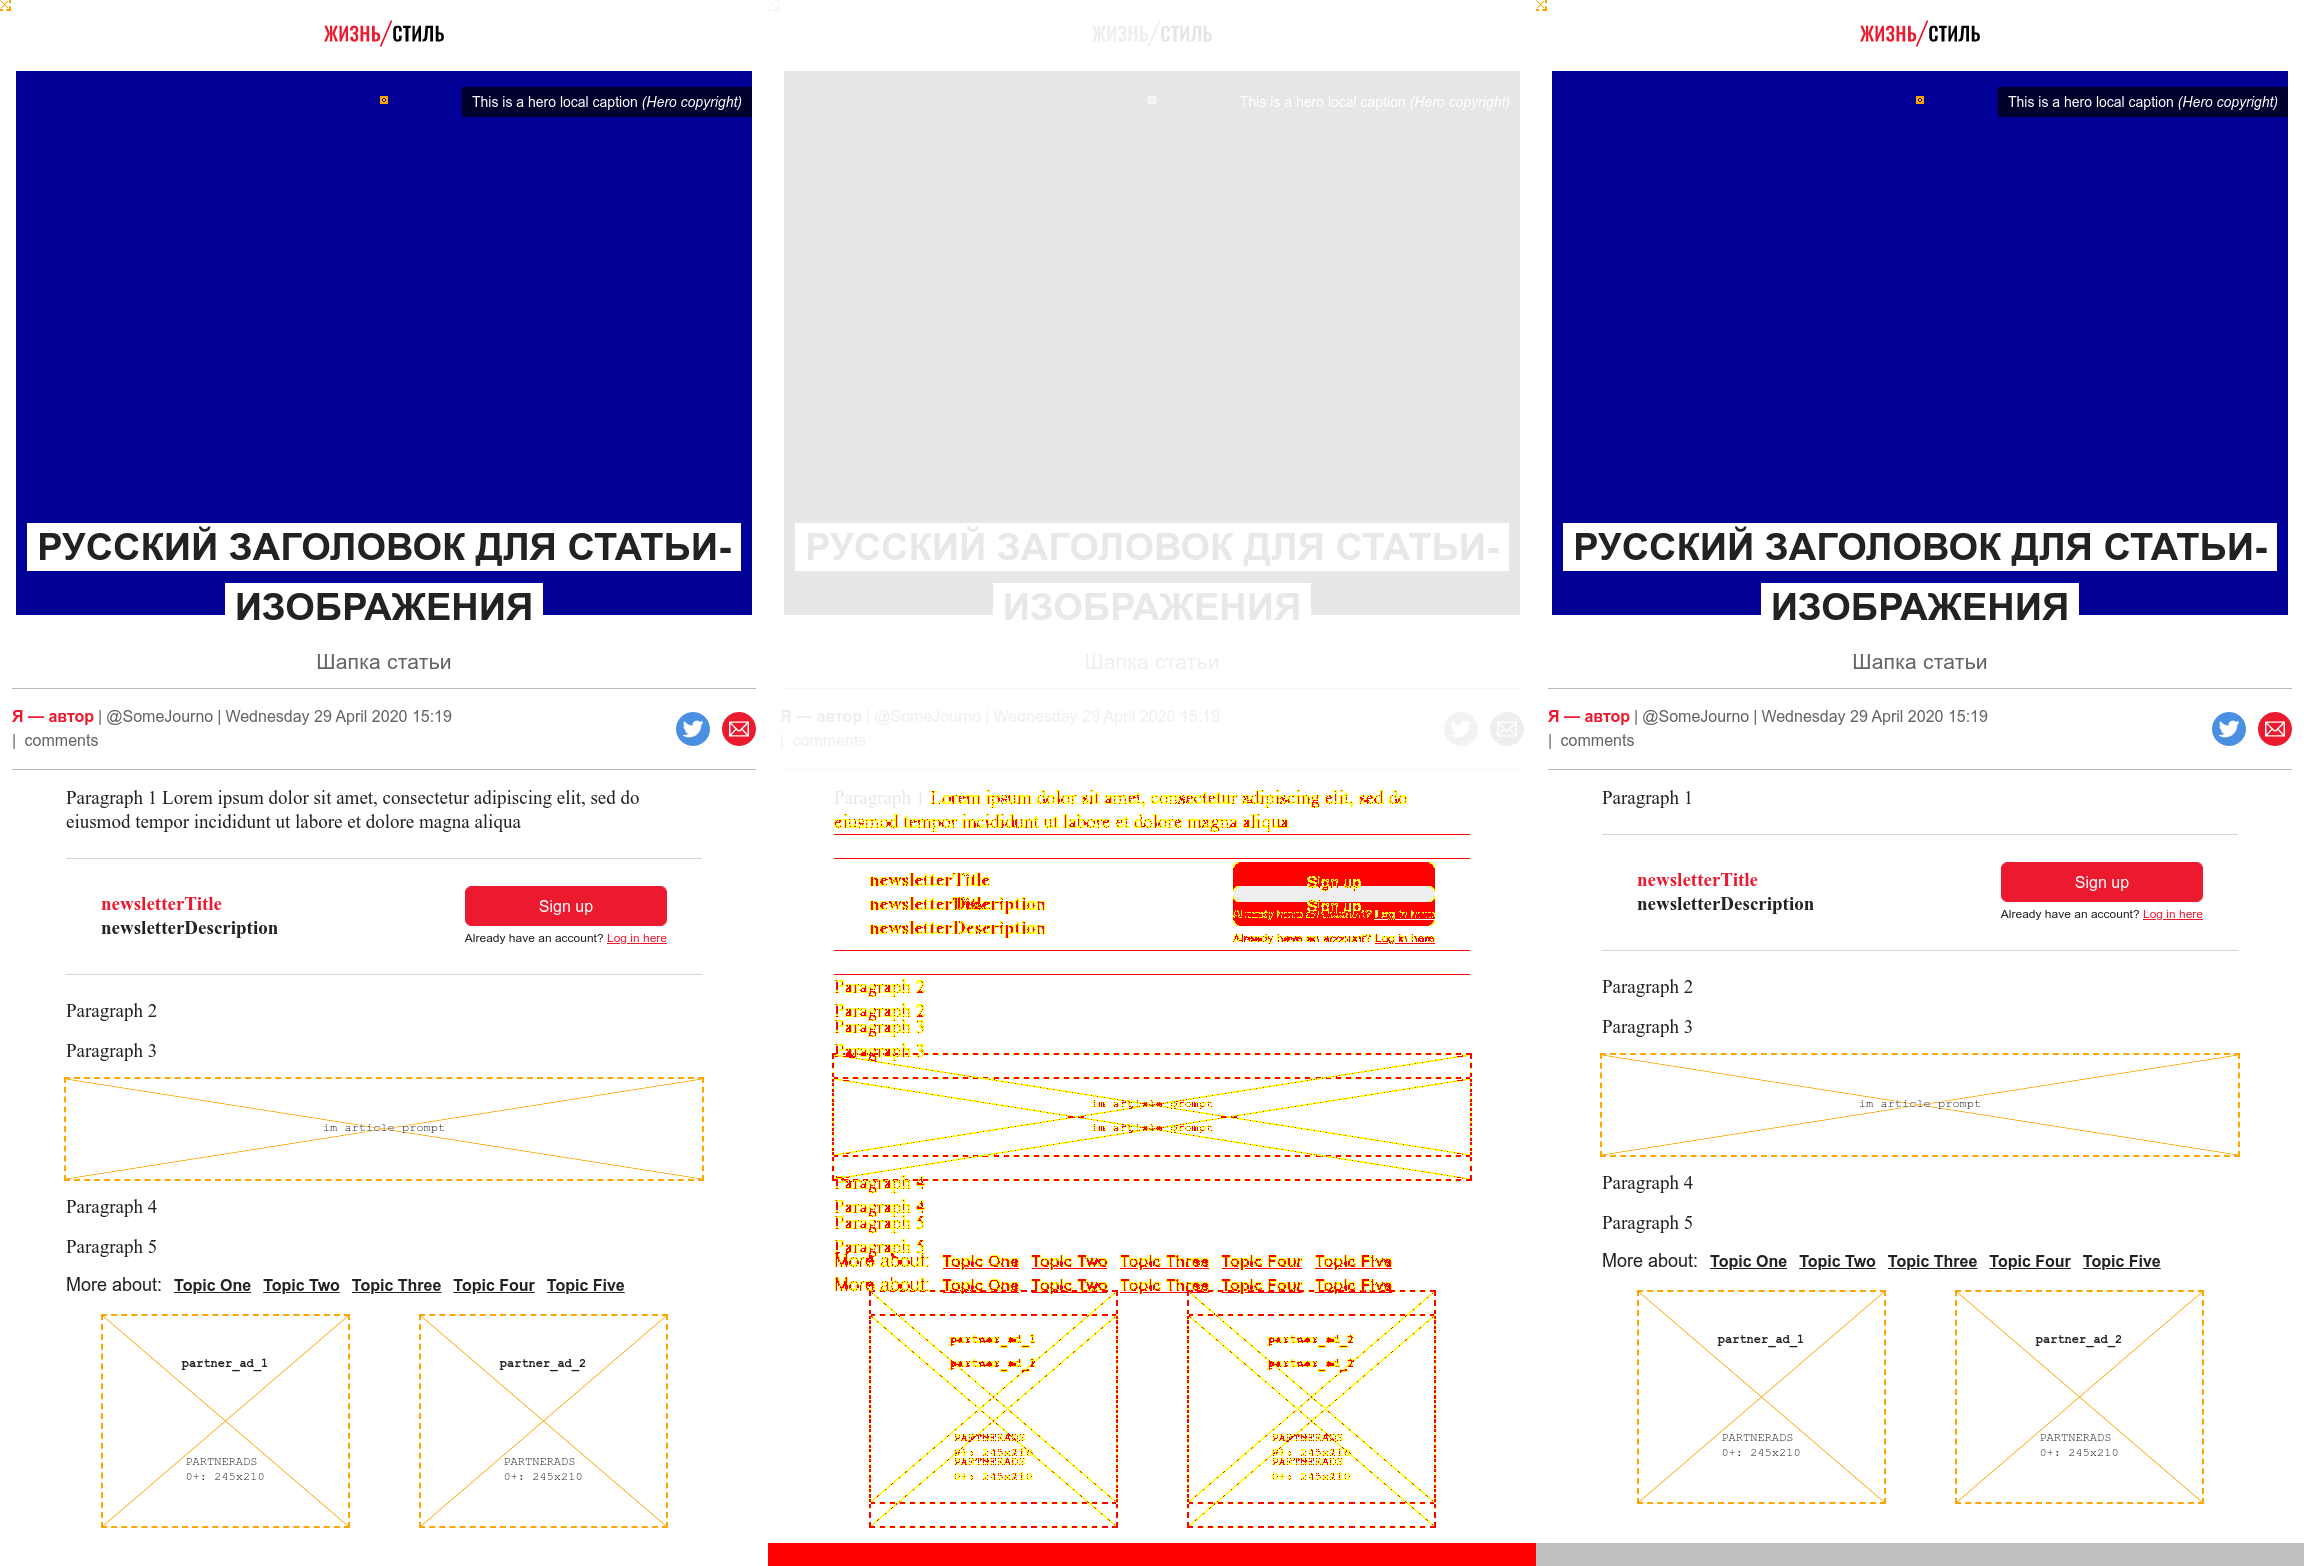 ЖИЗНЬ/СТИЛЬ
This is a hero local caption (Hero copyright)
РУССКИЙ ЗАГОЛОВОК ДЛЯ СТАТЬИ-
ИЗОБРАЖЕНИЯ
Шапка статьи
Я — автор | @SomeJourno | Wednesday 29 April 2020 15:19
| comments
Paragraph 1 Lorem ipsum dolor sit amet, consectetur adipiscing elit, sed do
eiusmod tempor incididunt ut labore et dolore magna aliqua
newsletterTitle
newsletterDescription
Sign up
Already have an account? Log in here
Paragraph 2
Paragraph 3
im article prompt
Paragraph 4
Paragraph 5
More about: Topic One Topic Two Topic Three Topic Four Topic Five
partner_ad_1
PARTNERADS
0+: 245x210
partner_ad_2
PARTNERADS
0+: 245x210
ЖИЗНЬ/СТИЛЬ
This is a hero local caption (Hero copyright)
РУССКИЙ ЗАГОЛОВОК ДЛЯ СТАТЬИ-
ИЗОБРАЖЕНИЯ
Шапка статьи
Я — автор | @SomeJourno | Wednesday 29 April 2020 15:19
| comments
Paragraph 1 Lorem ipsum dolor sit amet, consectetur adipiscing elit, sed do
eiusmod tempor incididunt ut labore et dolore magna aliqua
newsletterTitle
newsletterDescription
Sign up
Sign up
Already have an account? Log in here
Paragraph 2
Paragraph 2
Paragraph 3
Paragraph 3
im article prompt
im article prompt
Paragraph 4
Paragraph 4
Paragraph 5
Paragraph 5
More about: Topic One Topic Two Topic Three Topic Four Topic Five
More about: Topic One Topic Two Topic Three Topic Four Topic Five
partner_ad_1
partner_ad_1
PARTNERADS
0+: 245x210
PARTNERADS
0+: 245x210
partner_ad_2
partner_ad_2
PARTNERADS
0+: 245x210
PARTNERADS
0+: 245x210
ЖИЗНЬ/СТИЛЬ
This is a hero local caption (Hero copyright)
РУССКИЙ ЗАГОЛОВОК ДЛЯ СТАТЬИ-
ИЗОБРАЖЕНИЯ
Шапка статьи
Я — автор | @SomeJourno | Wednesday 29 April 2020 15:19
| comments
Paragraph 1
newsletterTitle
newsletterDescription
Sign up
Already have an account? Log in here
Paragraph 2
Paragraph 3
im article prompt
Paragraph 4
Paragraph 5
More about: Topic One Topic Two Topic Three Topic Four Topic Five
partner_ad_1
PARTNERADS
0+: 245x210
partner_ad_2
PARTNERADS
0+: 245x210